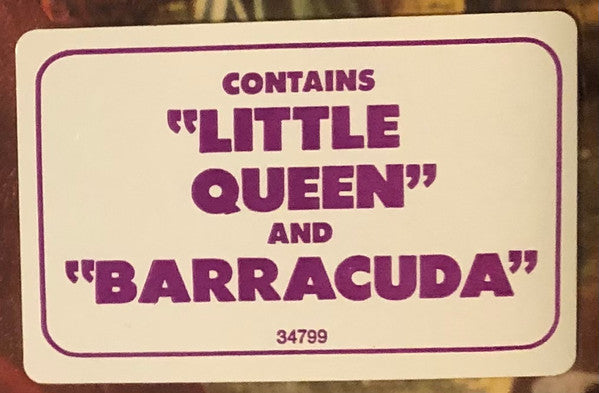 CONTAINS
“LITTLE
QUEEN”
AND
“BARRACUDA”
34799